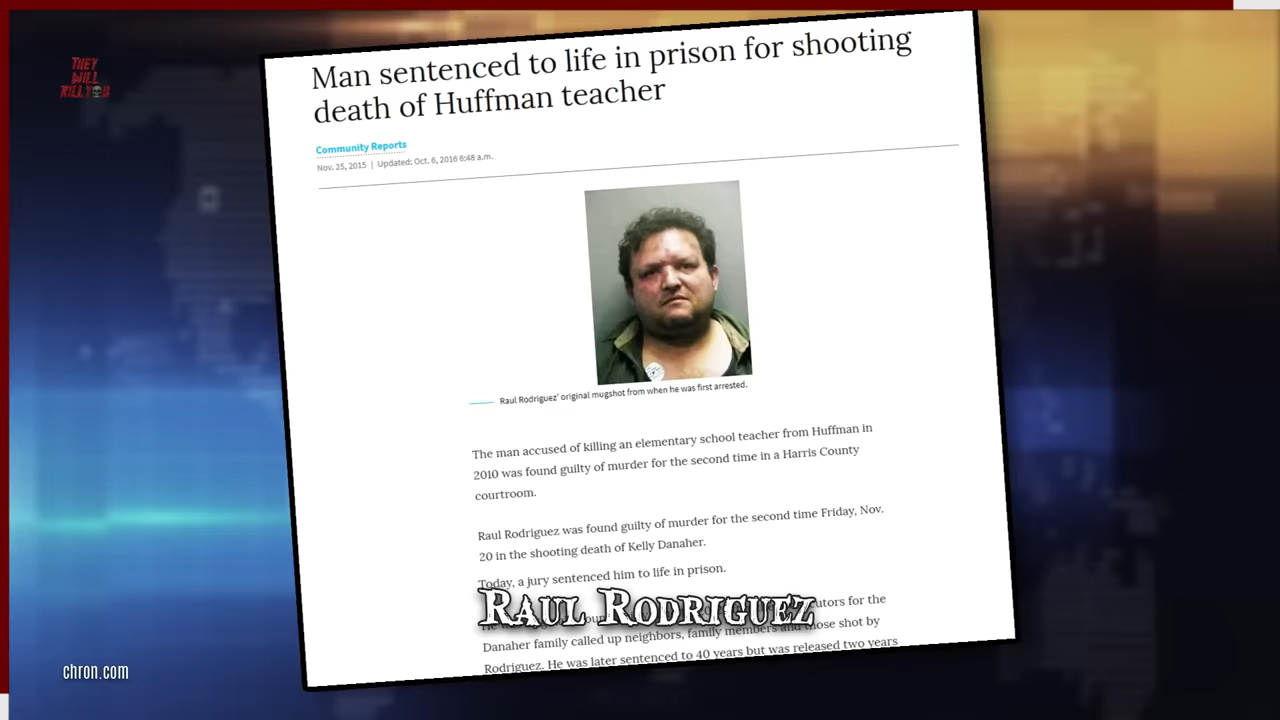 THEY
WILL
KILL YOU
Man sentenced to life in prison for shooting
death of Huffman teacher
Community Reports
Nov. 25, 2015 | Updated: Oct. 6, 2016 6:48 a.m.
Raul Rodriguez' original mugshot from when he was first arrested.
The man accused of killing an elementary school teacher from Huffman in
2010 was found guilty of murder for the second time in a Harris County
courtroom.
Raul Rodriguez was found guilty of murder for the second time Friday, Nov.
20 in the shooting death of Kelly Danaher.
Today, a jury sentenced him to life in prison.
RAUL RODRIGUEZ
for the
Danaher family called up neighbors, family members and those shot by
Rodriguez. He was later sentenced to 40 years but was released two years
chron.com